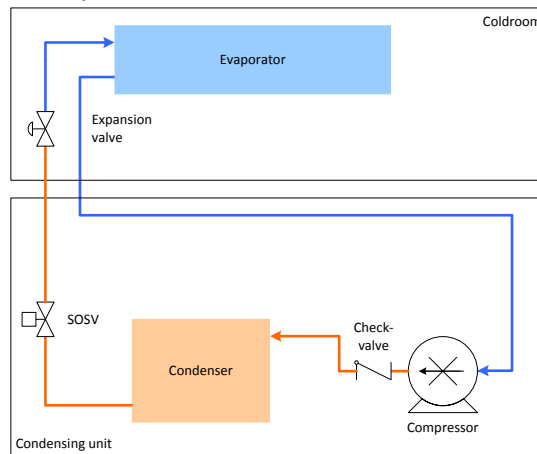 Coldroom
Evaporator
Expansion
valve
SOSV
Check-
valve
Condenser
Compressor
Condensing unit